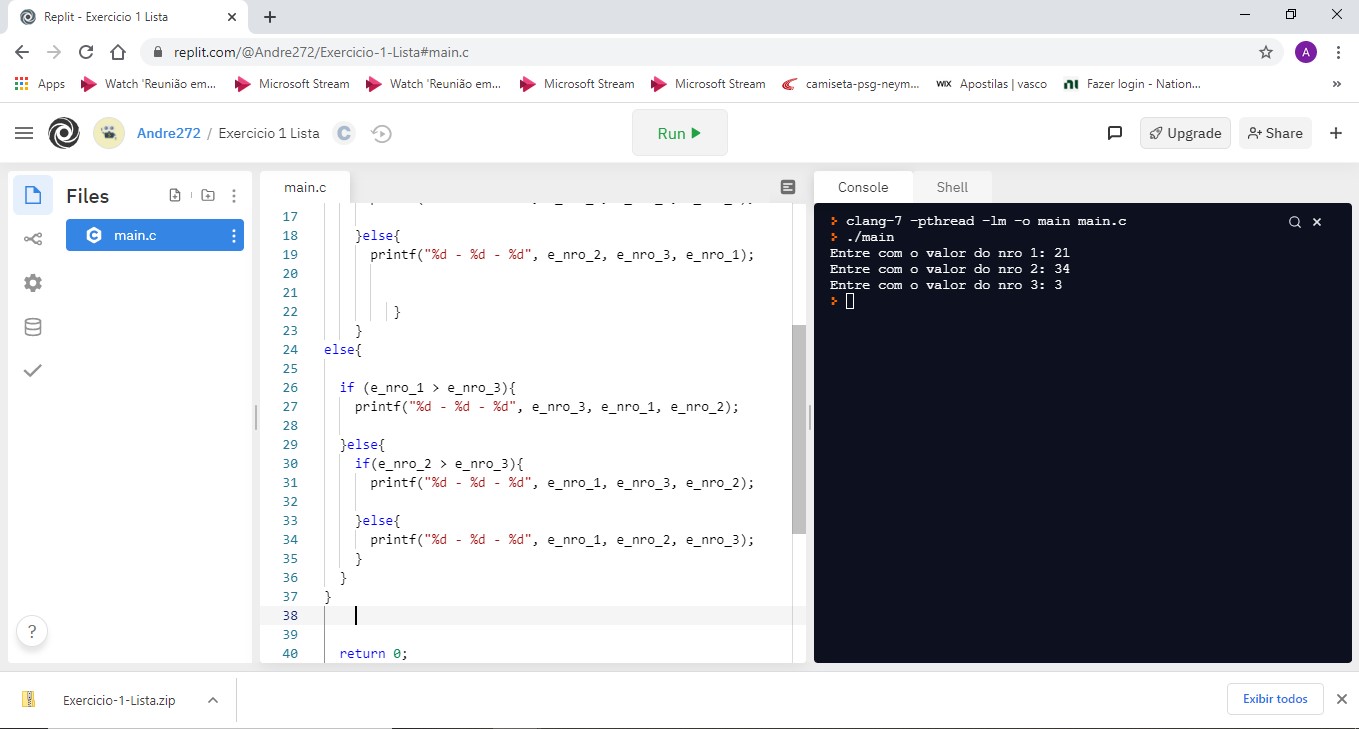 Replit - Exercicio 1 Lista
replit.com/@Andre272/Exercicio-1-Lista#main.c
A
Apps
Watch 'Reunião em...
Microsoft Stream
Watch 'Reunião em...
Microsoft Stream
Microsoft Stream
camiseta-psg-neym...
WIX Apostilas | vasco
Fazer login - Nation...
»
Andre272 / Exercicio 1 Lista
C
Run
Upgrade
Share
Files
main.c
main.c
17
18 }else{
19 printf("%d - %d - %d", e_nro_2, e_nro_3, e_nro_1);
20
21
22 }
23 }
24 else{
25
26 if (e_nro_1 > e_nro_3){
27 printf("%d - %d - %d", e_nro_3, e_nro_1, e_nro_2);
28
29 }else{
30 if(e_nro_2 > e_nro_3){
31 printf("%d - %d - %d", e_nro_1, e_nro_3, e_nro_2);
32
33 }else{
34 printf("%d - %d - %d", e_nro_1, e_nro_2, e_nro_3);
35 }
36 }
37 }
38
39
40 return 0;
Console
Shell
clang-7 -pthread -lm -o main main.c
./main
Entre com o valor do nro 1: 21
Entre com o valor do nro 2: 34
Entre com o valor do nro 3: 3
?
Exercicio-1-Lista.zip
Exibir todos